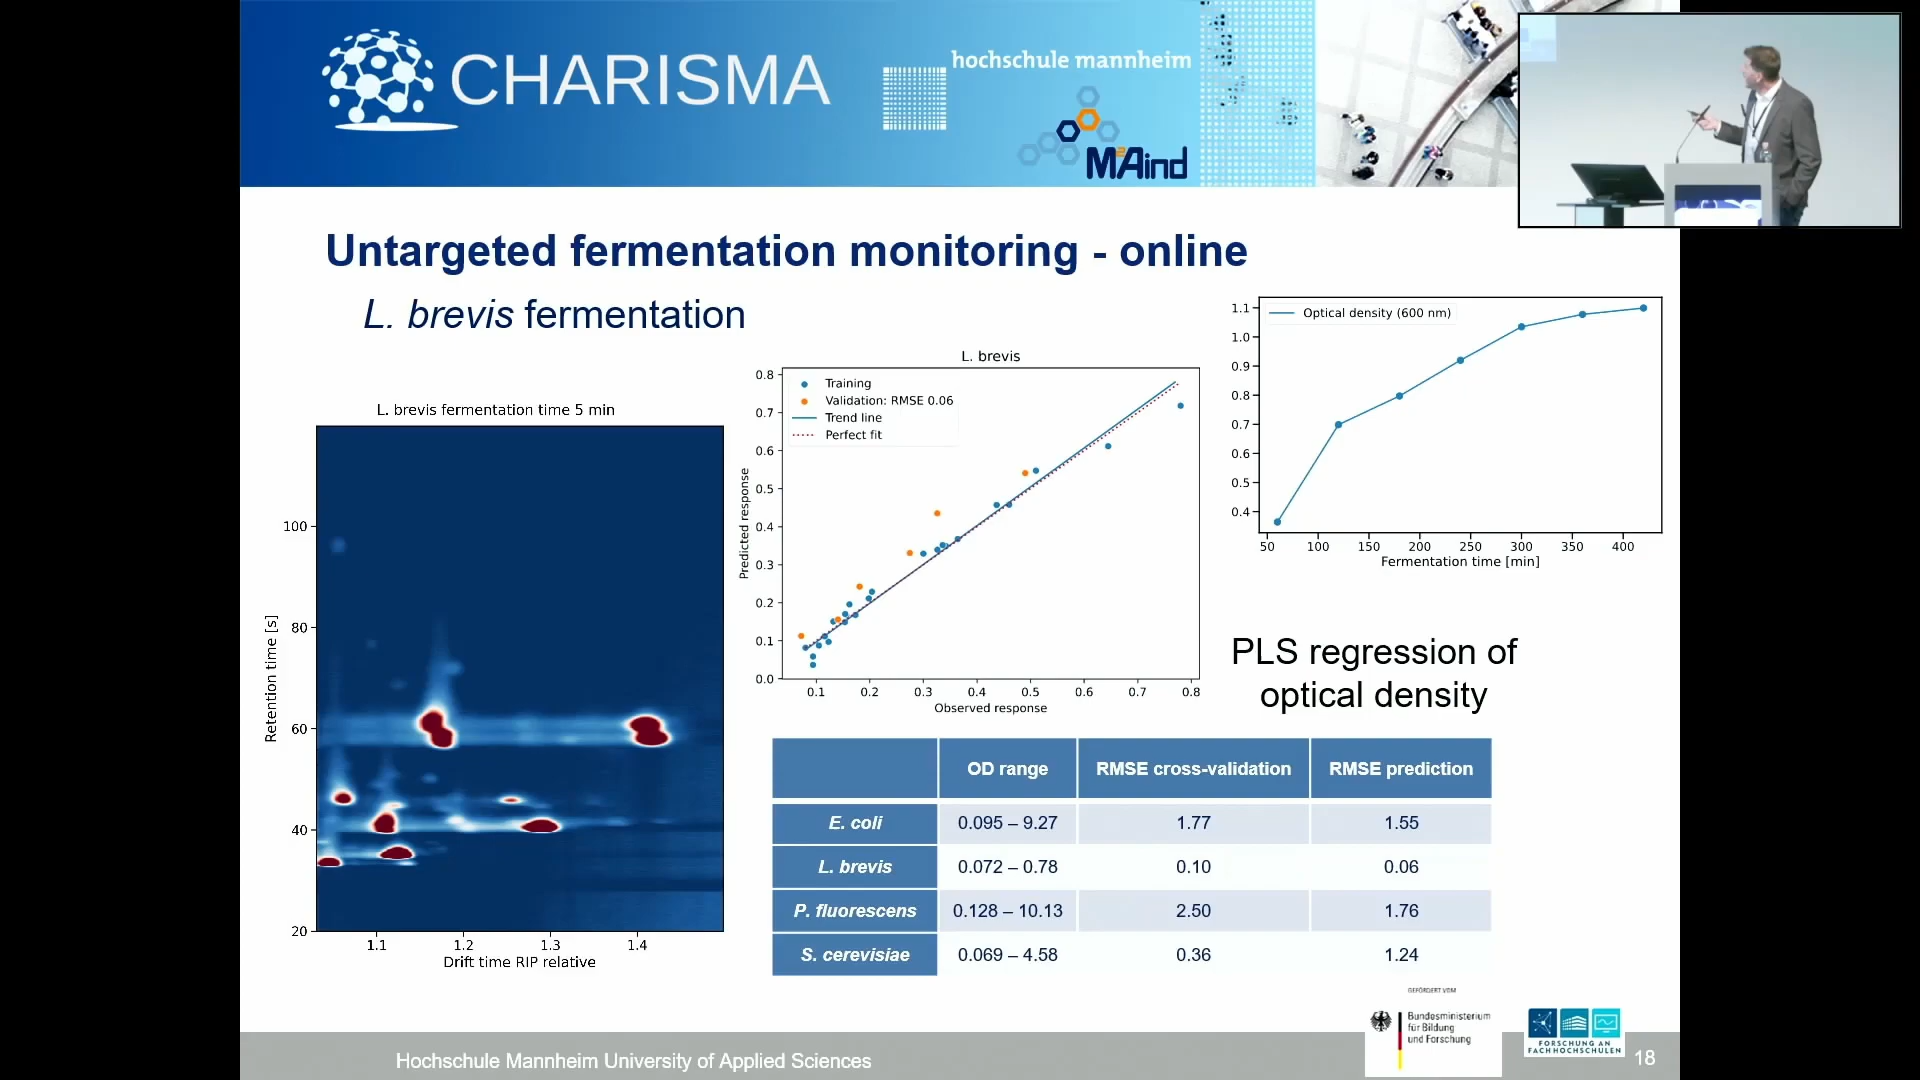 CHARISMA
hochschule mannheim
M²Aind
Untargeted fermentation monitoring - online
L. brevis fermentation
L. brevis fermentation time 5 min
Retention time [s]
100
80
60
40
20
1.1 1.2 1.3 1.4
Drift time RIP relative
L. brevis
Training
Validation: RMSE 0.06
Trend line
Perfect fit
Predicted response
0.8
0.7
0.6
0.5
0.4
0.3
0.2
0.1
0.0
0.1 0.2 0.3 0.4 0.5 0.6 0.7 0.8
Observed response
Optical density (600 nm)
1.1
1.0
0.9
0.8
0.7
0.6
0.5
0.4
50 100 150 200 250 300 350 400
Fermentation time [min]
PLS regression of
optical density
OD range RMSE cross-validation RMSE prediction
E. coli 0.095 – 9.27 1.77 1.55
L. brevis 0.072 – 0.78 0.10 0.06
P. fluorescens 0.128 – 10.13 2.50 1.76
S. cerevisiae 0.069 – 4.58 0.36 1.24
GEFÖRDERT VOM
Bundesministerium
für Bildung
und Forschung
FORSCHUNG AN
FACHHOCHSCHULEN
Hochschule Mannheim University of Applied Sciences
18